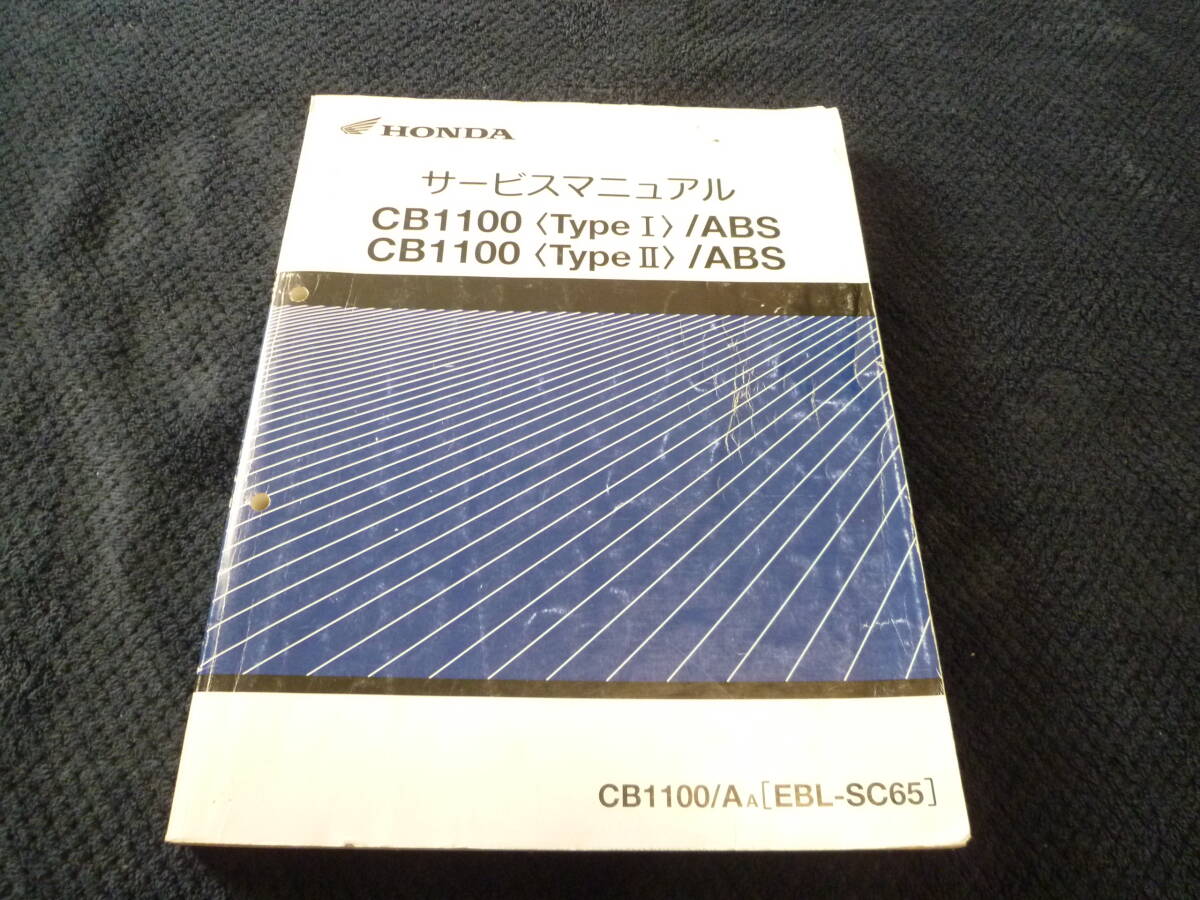 HONDA
サービスマニュアル
CB1100〈Type Ⅰ〉/ABS
CB1100〈Type Ⅱ〉/ABS
CB1100/AA［EBL-SC65］